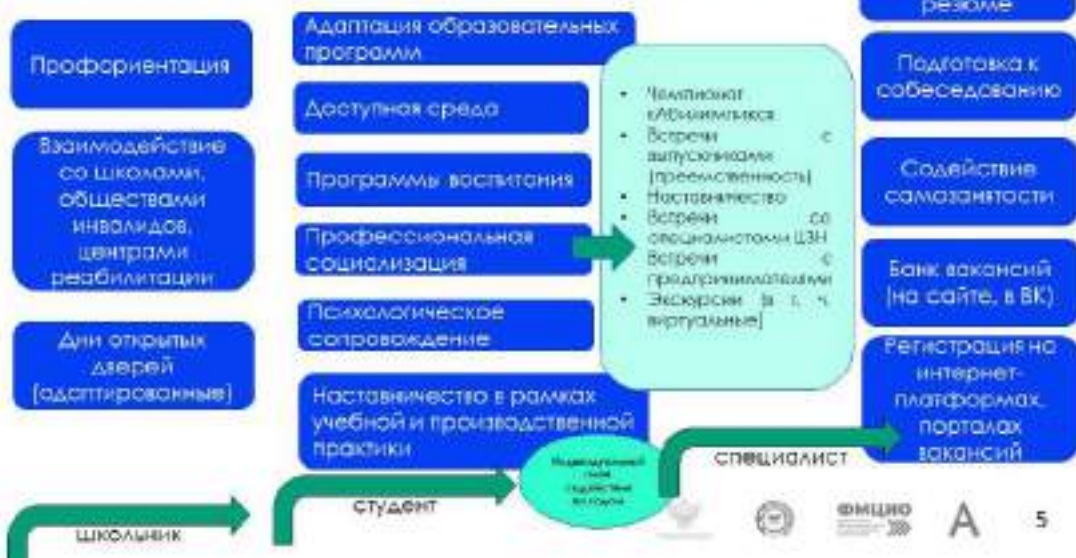 Профориентация
Взаимодействие
со школами,
обществами
инвалидов,
центрами
реабилитации
Дни открытых
дверей
(адаптированные)
школьник
Адаптация образовательных
программ
Доступная среда
Программы воспитания
Профессиональная
социализация
Психологическое
сопровождение
Наставничество в рамках
учебной и производственной
практики
студент
• Чемпионат
«Абилимпикс»
• Встречи с
выпускниками
(преемственность)
• Наставничество
• Встречи со
специалистами ЦЗН
Встречи с
предпринимателями
• Экскурсии (в т. ч.
виртуальные)
специалист
резюме
Подготовка к
собеседованию
Содействие
самозанятости
Банк вакансий
(на сайте, в ВК)
Регистрация на
интернет-
платформах,
порталах
вакансий
ФМЦИО
А
5